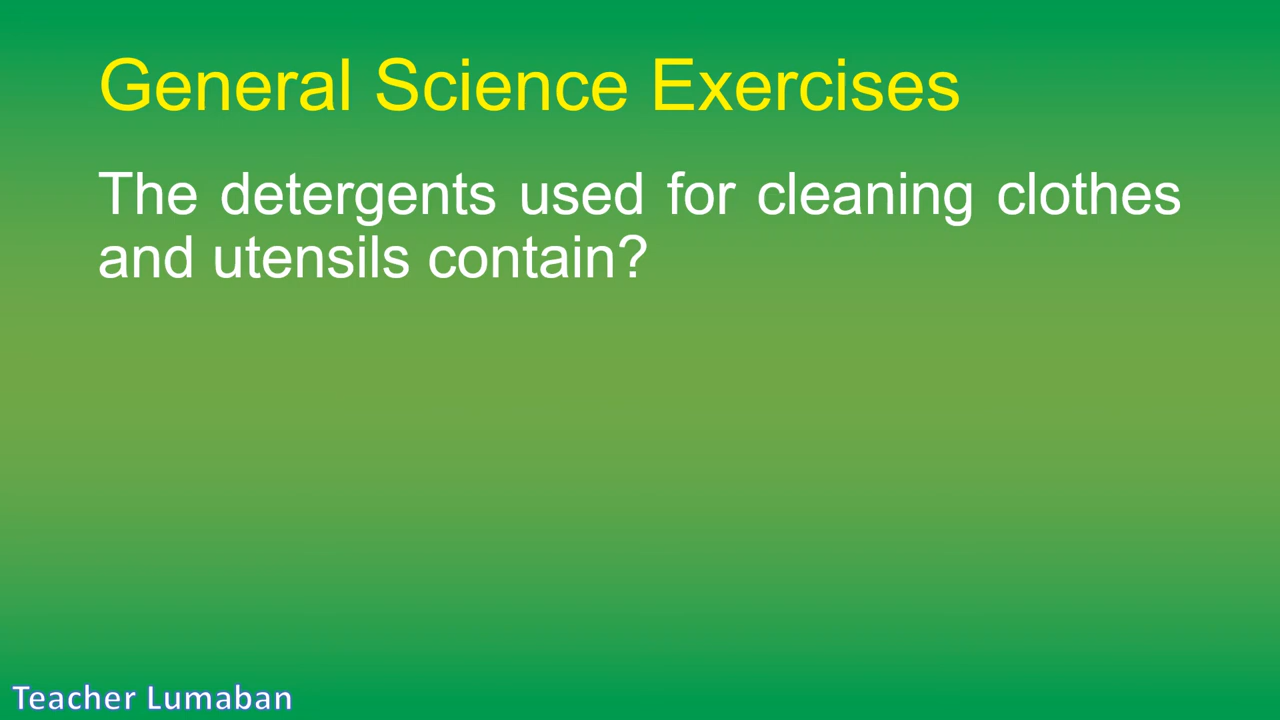 General Science Exercises
The detergents used for cleaning clothes
and utensils contain?
Teacher Lumaban